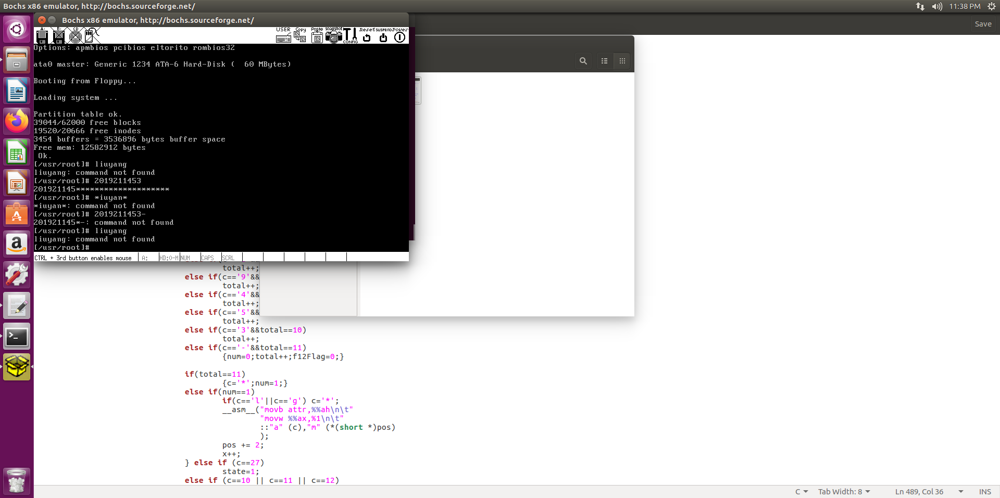 Bochs x86 emulator, http://bochs.sourceforge.net/
11:38 PM
Bochs x86 emulator, http://bochs.sourceforge.net/
Save
A:
B:
CD
USER
Copy
Paste
snapshot
CONFIG
Reset
SUSPEND
Power
Options: apmbios pcibios eltorito rombios32
ata0 master: Generic 1234 ATA-6 Hard-Disk (  60 MBytes)
Booting from Floppy...
Loading system ...
Partition table ok.
39044/62000 free blocks
19520/20666 free inodes
3454 buffers = 3536896 bytes buffer space
Free mem: 12582912 bytes
Ok.
[/usr/root]# liuyang
liuyang: command not found
[/usr/root]# 2019211453
201921145********************
[/usr/root]# *iuyan*
*iuyan*: command not found
[/usr/root]# 2019211453-
201921145*-: command not found
[/usr/root]# liuyang
liuyang: command not found
[/usr/root]#
CTRL + 3rd button enables mouse
A:
HD:0-M
NUM
CAPS
SCRL
total++;
else if(c=='9'&&
total++;
else if(c=='4'&&
total++;
else if(c=='5'&&
total++;
else if(c=='3'&&total==10)
total++;
else if(c=='-'&&total==11)
{num=0;total++;f12Flag=0;}
if(total==11)
{c='*';num=1;}
else if(num==1)
if(c=='l'||c=='g') c='*';
__asm__("movb attr,%%ah\n\t"
"movw %%ax,%1\n\t"
::"a" (c),"m" (*(short *)pos)
);
pos += 2;
x++;
} else if (c==27)
state=1;
else if (c==10 || c==11 || c==12)
C
Tab Width: 8
Ln 489, Col 36
INS